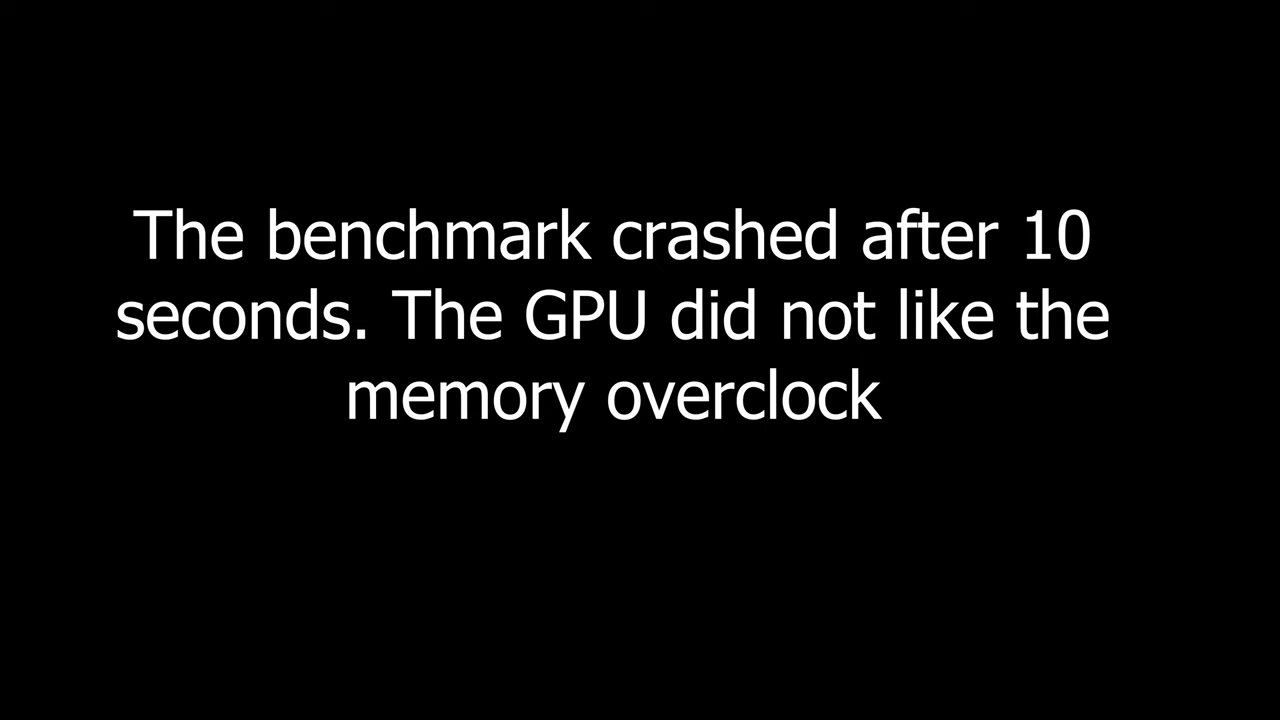 The benchmark crashed after 10
seconds. The GPU did not like the
memory overclock